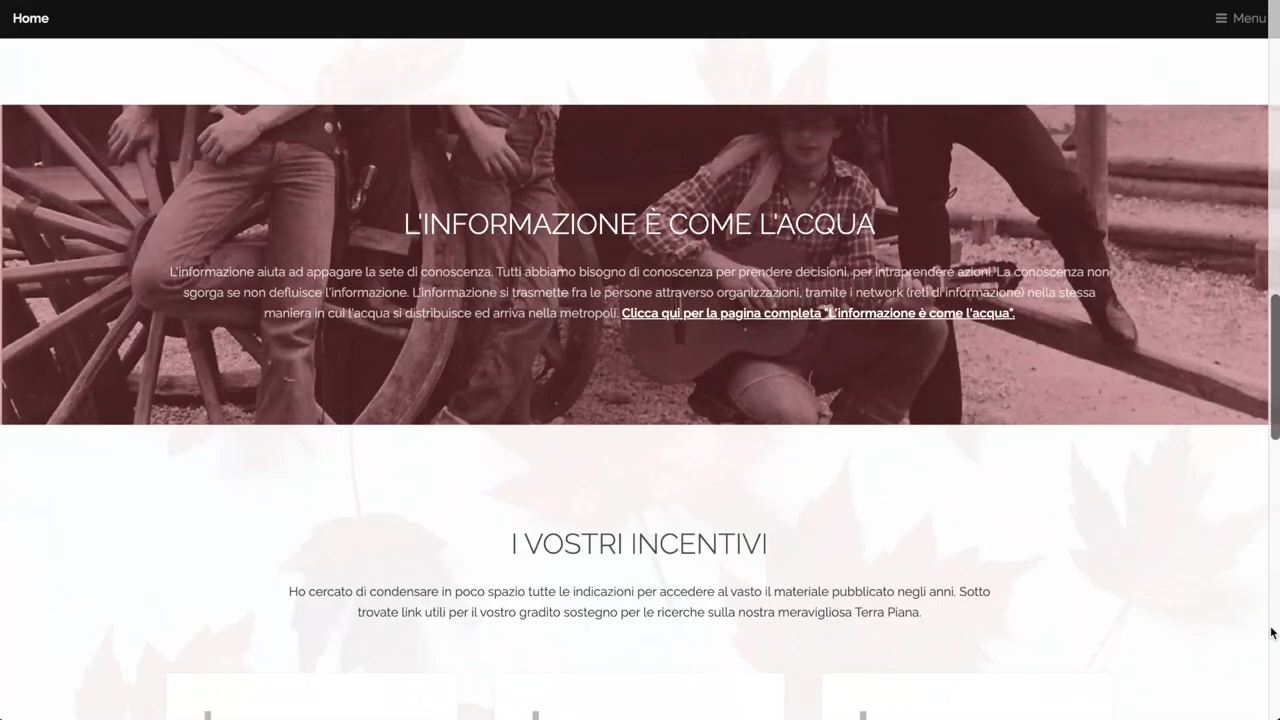 Home
Menu
L'INFORMAZIONE È COME L'ACQUA
L'informazione aiuta ad appagare la sete di conoscenza. Tutti abbiamo bisogno di conoscenza per prendere decisioni, per intraprendere azioni. La conoscenza non
sgorga se non defluisce l'informazione. L'informazione si trasmette fra le persone attraverso organizzazioni, tramite i network (reti di informazione) nella stessa
maniera in cui l'acqua si distribuisce ed arriva nella metropoli. Clicca qui per la pagina completa "L'informazione è come l'acqua".
I VOSTRI INCENTIVI
Ho cercato di condensare in poco spazio tutte le indicazioni per accedere al vasto il materiale pubblicato negli anni. Sotto
trovate link utili per il vostro gradito sostegno per le ricerche sulla nostra meravigliosa Terra Piana.